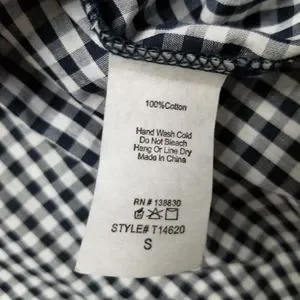 100%Cotton
Hand Wash Cold
Do Not Bleach
Hang Or Line Dry
Made In China
RN# 138830
STYLE# T14620
S